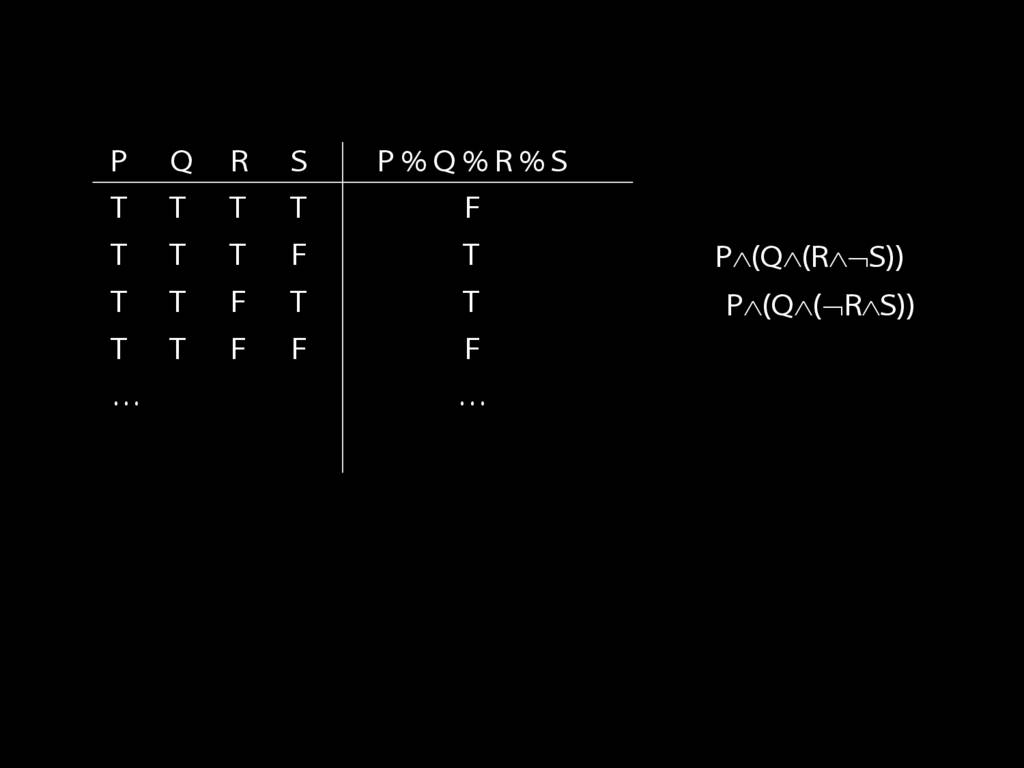 P Q R S P % Q % R % S
T T T T F
T T T F T P∧(Q∧(R∧¬S))
T T F T T P∧(Q∧(¬R∧S))
T T F F F
… …